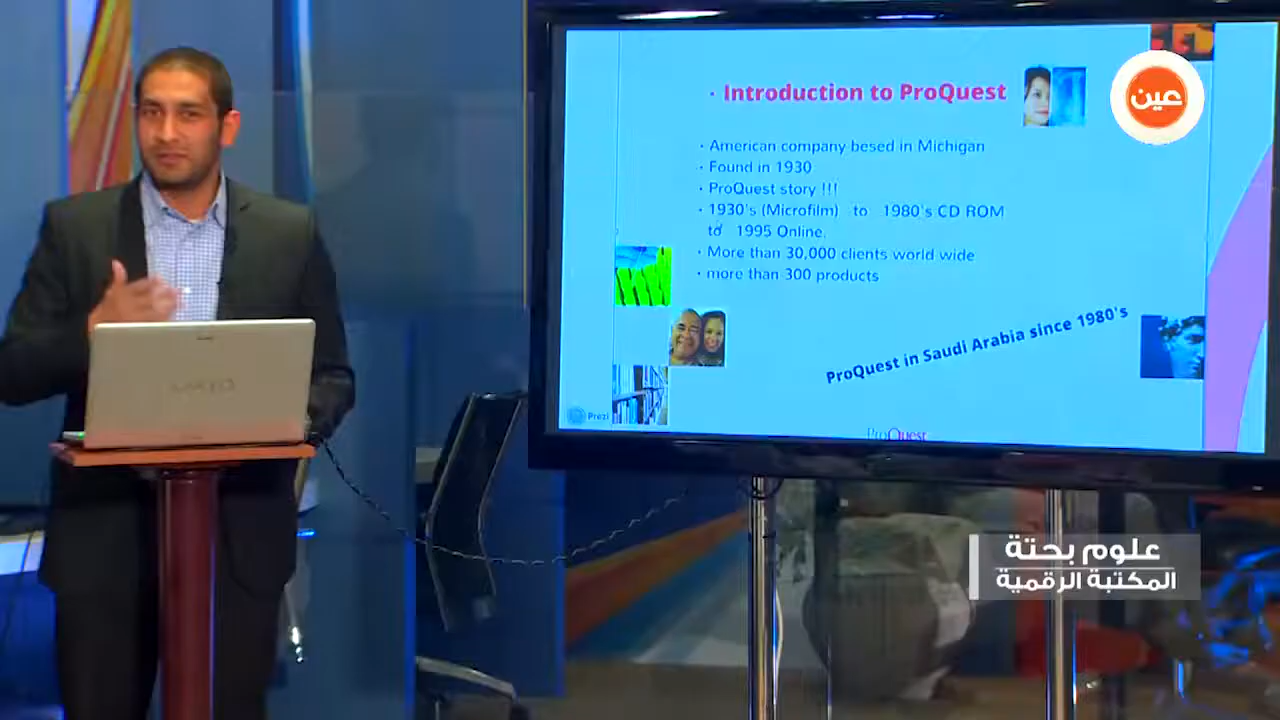 · Introduction to ProQuest
عين
· American company besed in Michigan
· Found in 1930
· ProQuest story !!!
· 1930's (Microfilm) to 1980's CD ROM
to 1995 Online.
· More than 30,000 clients world wide
· more than 300 products
ProQuest in Saudi Arabia since 1980's
Prezi
ProQuest
علوم بحتة
المكتبة الرقمية